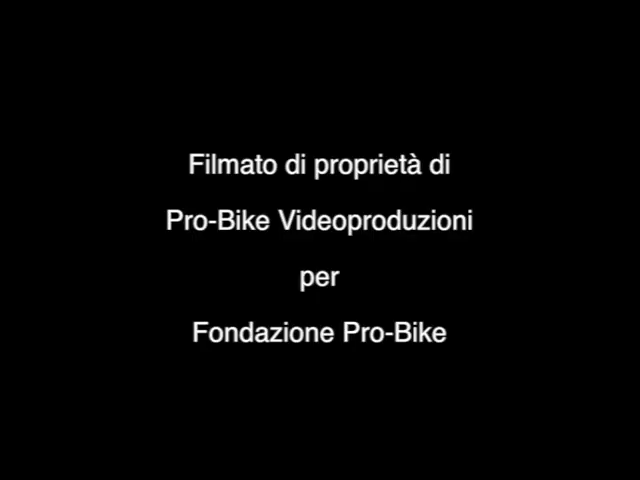 Filmato di proprietà di
Pro-Bike Videoproduzioni
per
Fondazione Pro-Bike